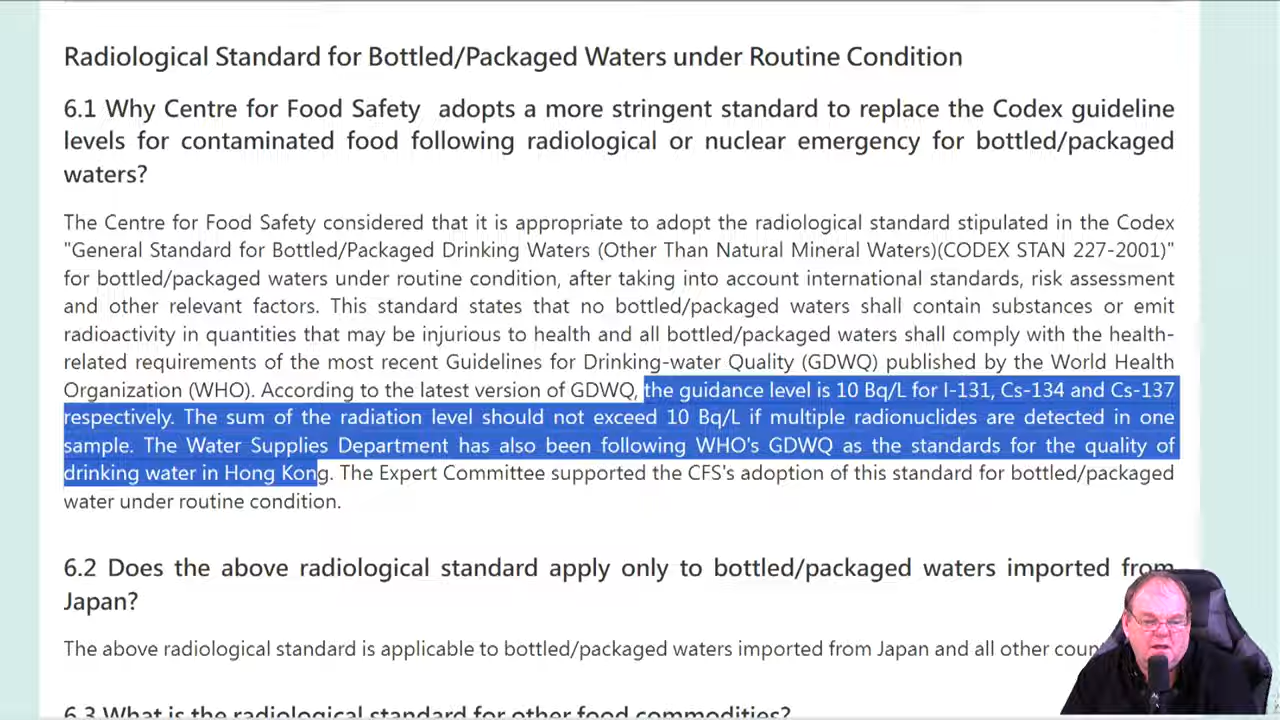 Radiological Standard for Bottled/Packaged Waters under Routine Condition
6.1 Why Centre for Food Safety adopts a more stringent standard to replace the Codex guideline
levels for contaminated food following radiological or nuclear emergency for bottled/packaged
waters?
The Centre for Food Safety considered that it is appropriate to adopt the radiological standard stipulated in the Codex
"General Standard for Bottled/Packaged Drinking Waters (Other Than Natural Mineral Waters)(CODEX STAN 227-2001)"
for bottled/packaged waters under routine condition, after taking into account international standards, risk assessment
and other relevant factors. This standard states that no bottled/packaged waters shall contain substances or emit
radioactivity in quantities that may be injurious to health and all bottled/packaged waters shall comply with the health-
related requirements of the most recent Guidelines for Drinking-water Quality (GDWQ) published by the World Health
Organization (WHO). According to the latest version of GDWQ, the guidance level is 10 Bq/L for I-131, Cs-134 and Cs-137
respectively. The sum of the radiation level should not exceed 10 Bq/L if multiple radionuclides are detected in one
sample. The Water Supplies Department has also been following WHO's GDWQ as the standards for the quality of
drinking water in Hong Kong. The Expert Committee supported the CFS's adoption of this standard for bottled/packaged
water under routine condition.
6.2 Does the above radiological standard apply only to bottled/packaged waters imported from
Japan?
The above radiological standard is applicable to bottled/packaged waters imported from Japan and all other
6.3 What is the radiological standard for other food commodities?